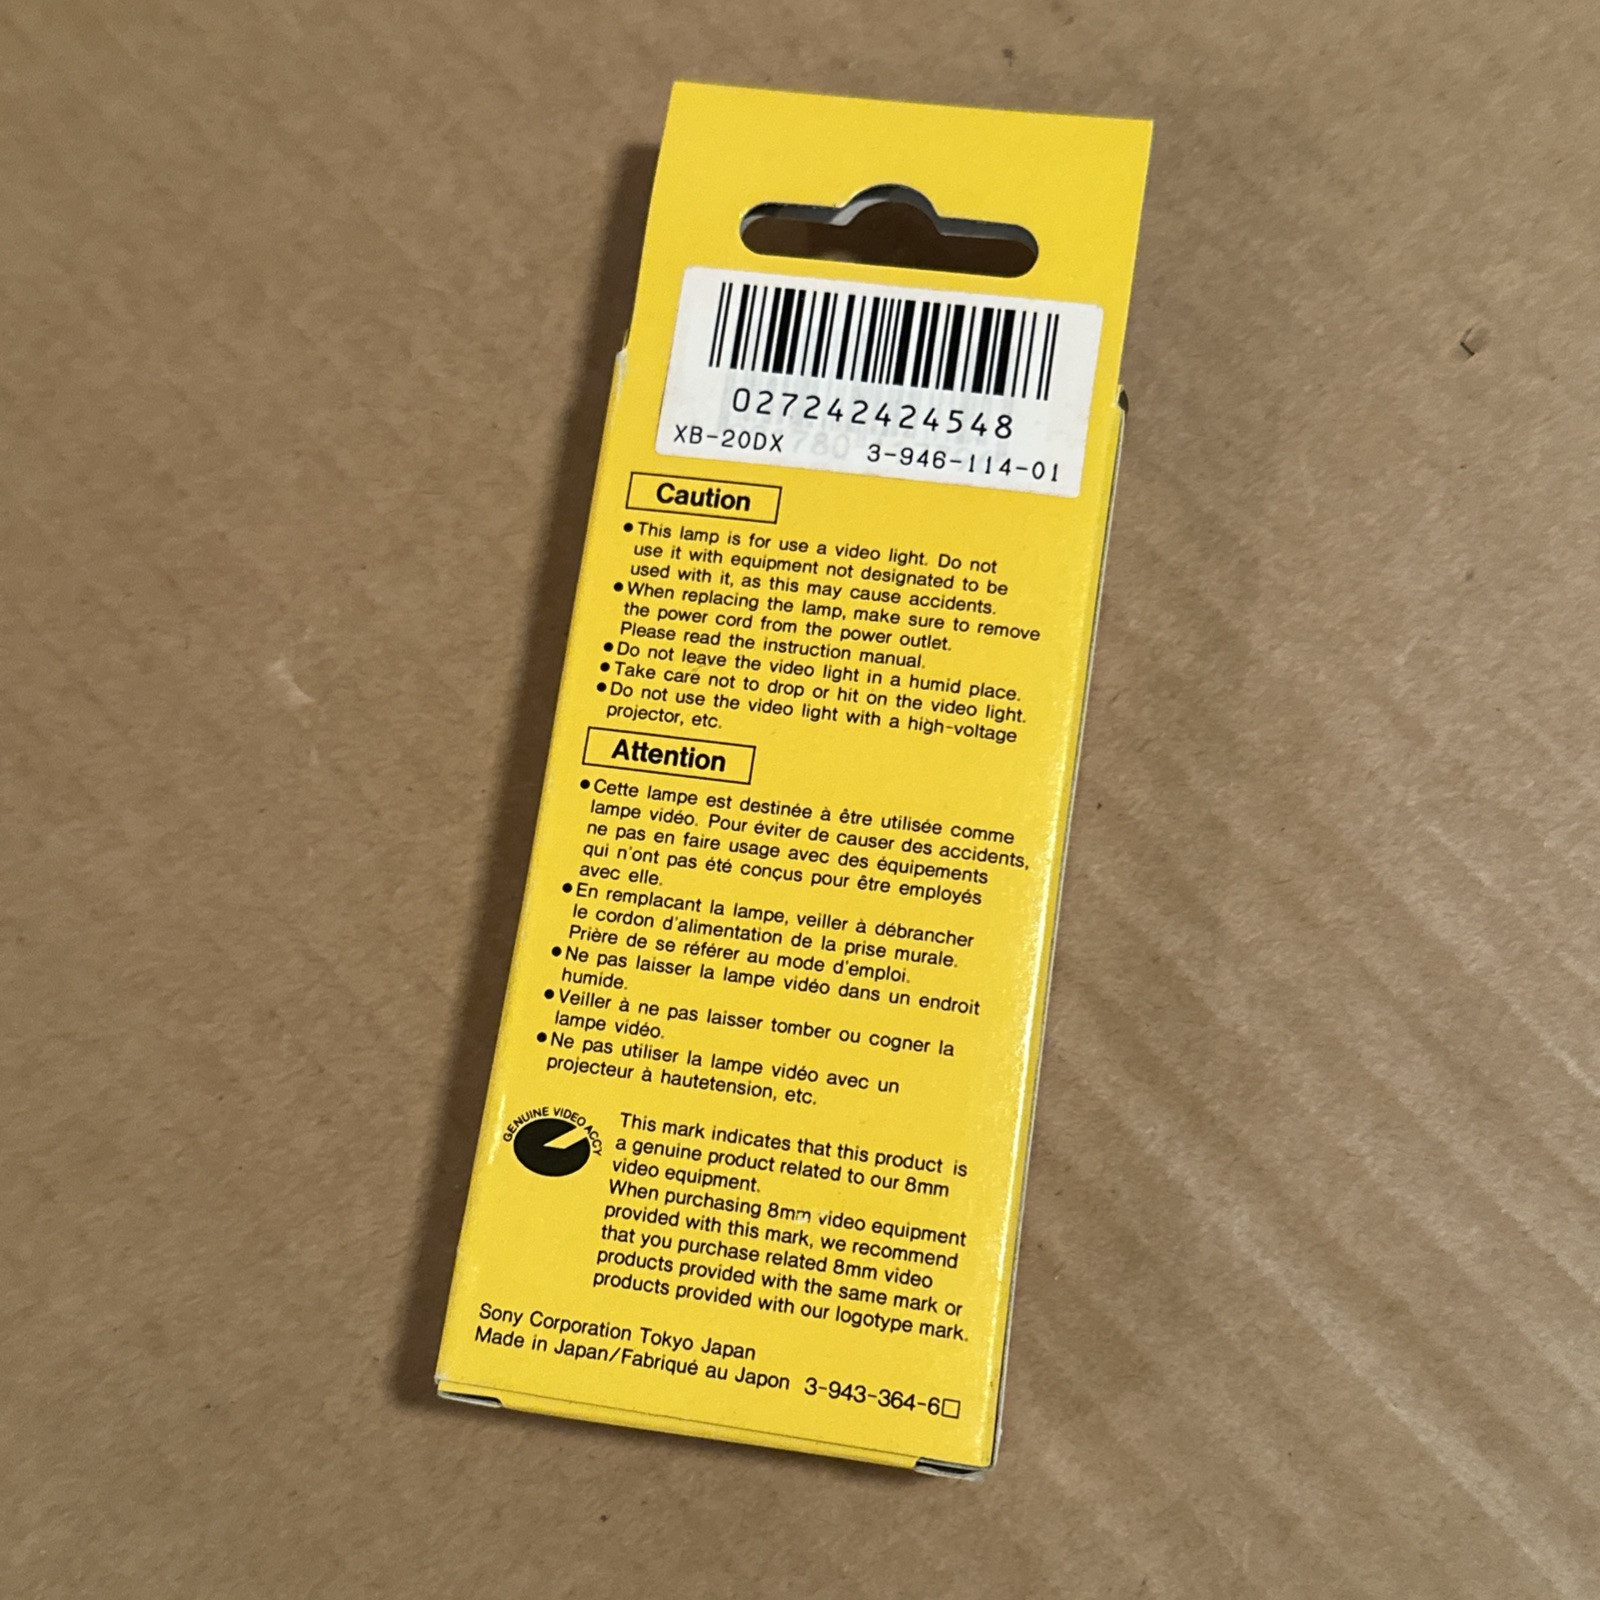 027242424548
XB-20DX 3-946-114-01
Caution
●This lamp is for use a video light. Do not
use it with equipment not designated to be
used with it, as this may cause accidents.
●When replacing the lamp, make sure to remove
the power cord from the power outlet.
Please read the instruction manual.
●Do not leave the video light in a humid place.
●Take care not to drop or hit on the video light.
●Do not use the video light with a high-voltage
projector, etc.
Attention
●Cette lampe est destinée à être utilisée comme
lampe vidéo. Pour éviter de causer des accidents,
ne pas en faire usage avec des équipements
qui n'ont pas été conçus pour être employés
avec elle.
●En remplacant la lampe, veiller à débrancher
le cordon d'alimentation de la prise murale.
Prière de se référer au mode d'emploi.
●Ne pas laisser la lampe vidéo dans un endroit
humide.
●Veiller à ne pas laisser tomber ou cogner la
lampe vidéo.
●Ne pas utiliser la lampe vidéo avec un
projecteur à hautetension, etc.
GENUINE VIDEO ACCY
This mark indicates that this product is
a genuine product related to our 8mm
video equipment.
When purchasing 8mm video equipment
provided with this mark, we recommend
that you purchase related 8mm video
products provided with the same mark or
products provided with our logotype mark.
Sony Corporation Tokyo Japan
Made in Japan/Fabriqué au Japon 3-943-364-6□